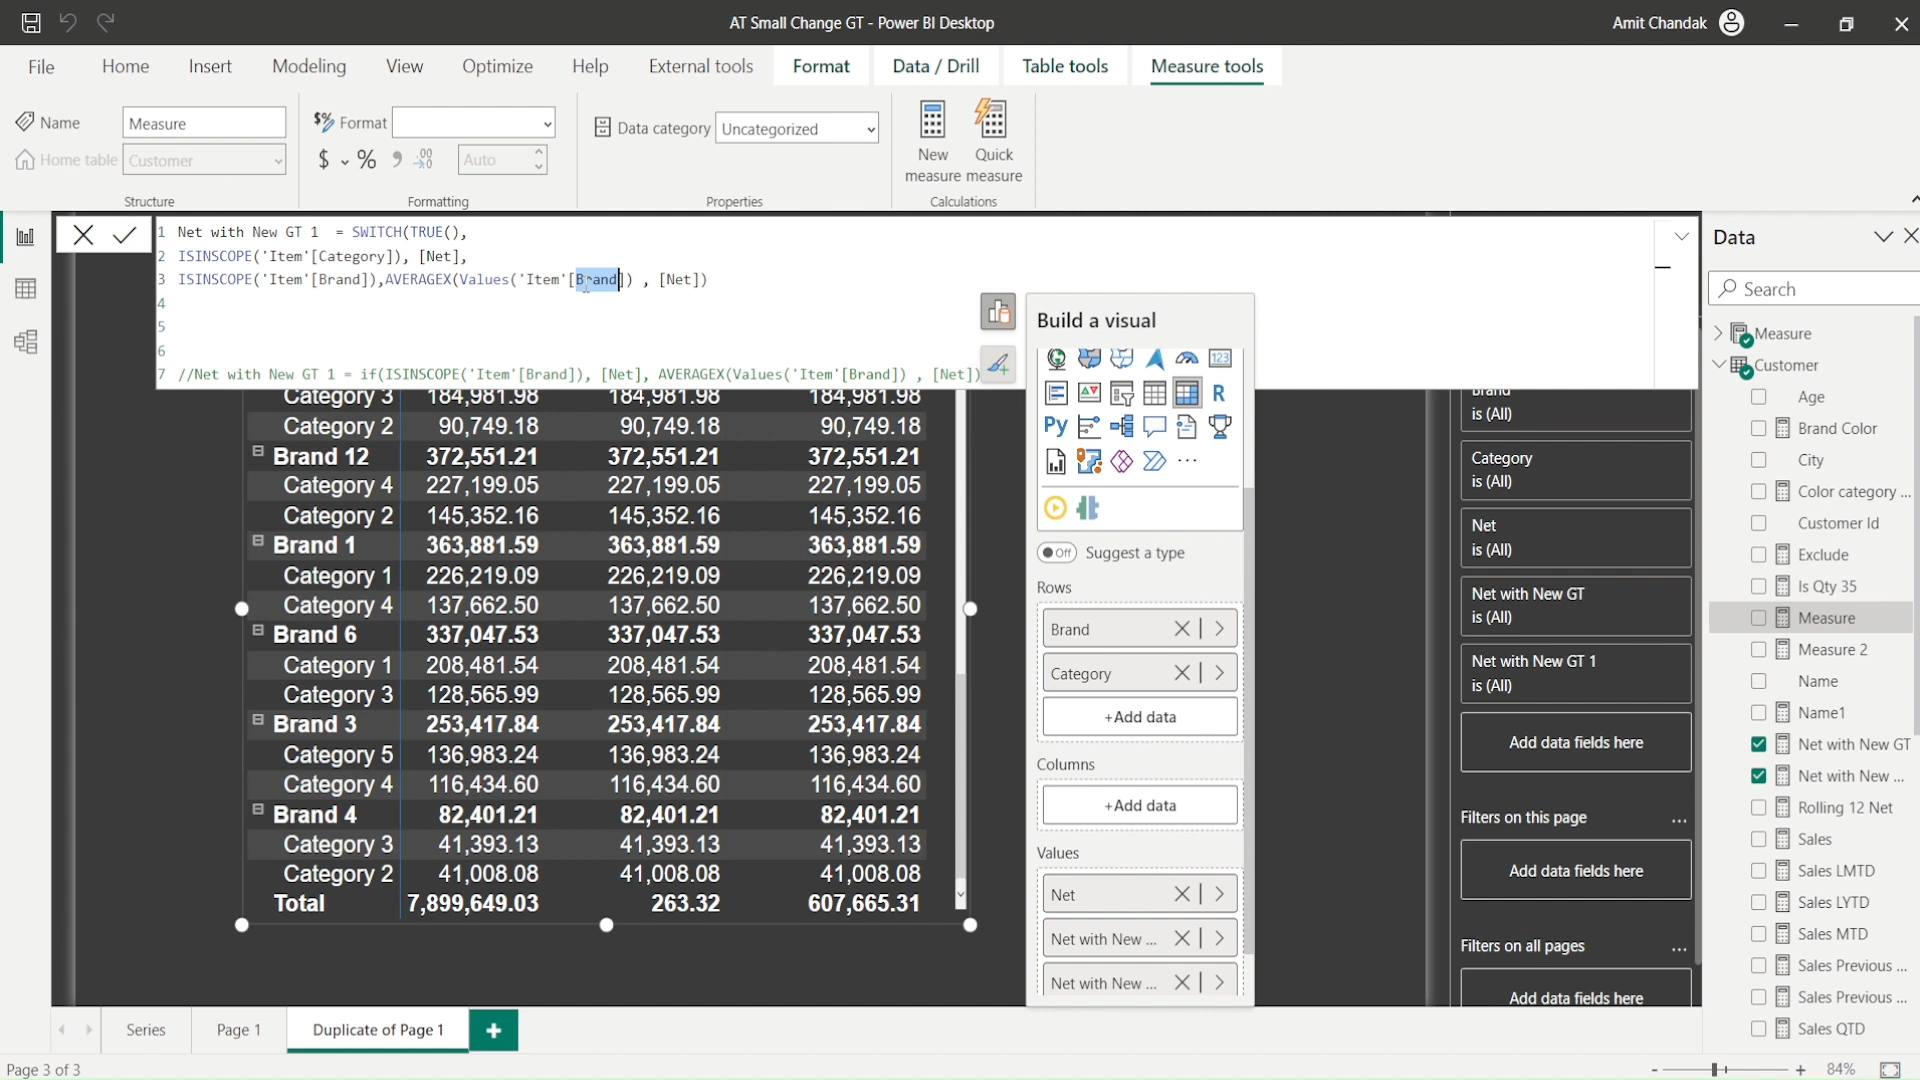 AT Small Change GT - Power BI Desktop
Amit Chandak
File Home Insert Modeling View Optimize Help External tools Format Data / Drill Table tools Measure tools
Name Measure
Home table Customer
Structure
$% Format
$ % 9 .00
Auto
Formatting
Data category Uncategorized
Properties
New measure
Quick measure
Calculations
1 Net with New GT 1 = SWITCH(TRUE(),
2 ISINSCOPE('Item'[Category]), [Net],
3 ISINSCOPE('Item'[Brand]),AVERAGEX(Values('Item'[Brand]) , [Net])
4
5
6
7 //Net with New GT 1 = if(ISINSCOPE('Item'[Brand]), [Net], AVERAGEX(Values('Item'[Brand]) , [Net])
Category 3 184,981.98 184,981.98 184,981.98
Category 2 90,749.18 90,749.18 90,749.18
Brand 12 372,551.21 372,551.21 372,551.21
Category 4 227,199.05 227,199.05 227,199.05
Category 2 145,352.16 145,352.16 145,352.16
Brand 1 363,881.59 363,881.59 363,881.59
Category 1 226,219.09 226,219.09 226,219.09
Category 4 137,662.50 137,662.50 137,662.50
Brand 6 337,047.53 337,047.53 337,047.53
Category 1 208,481.54 208,481.54 208,481.54
Category 3 128,565.99 128,565.99 128,565.99
Brand 3 253,417.84 253,417.84 253,417.84
Category 5 136,983.24 136,983.24 136,983.24
Category 4 116,434.60 116,434.60 116,434.60
Brand 4 82,401.21 82,401.21 82,401.21
Category 3 41,393.13 41,393.13 41,393.13
Category 2 41,008.08 41,008.08 41,008.08
Total 7,899,649.03 263.32 607,665.31
Build a visual
123
R
Py
...
Off Suggest a type
Rows
Brand
Category
+Add data
Columns
+Add data
Values
Net
Net with New ...
Net with New ...
Brand
is (All)
Category
is (All)
Net
is (All)
Net with New GT
is (All)
Net with New GT 1
is (All)
Add data fields here
Filters on this page ...
Add data fields here
Filters on all pages ...
Add data fields here
Data
Search
Measure
Customer
Age
Brand Color
City
Color category ...
Customer Id
Exclude
Is Qty 35
Measure
Measure 2
Name
Name1
Net with New GT
Net with New ...
Rolling 12 Net
Sales
Sales LMTD
Sales LYTD
Sales MTD
Sales Previous ...
Sales Previous ...
Sales QTD
Series Page 1 Duplicate of Page 1 +
Page 3 of 3
- + 84%